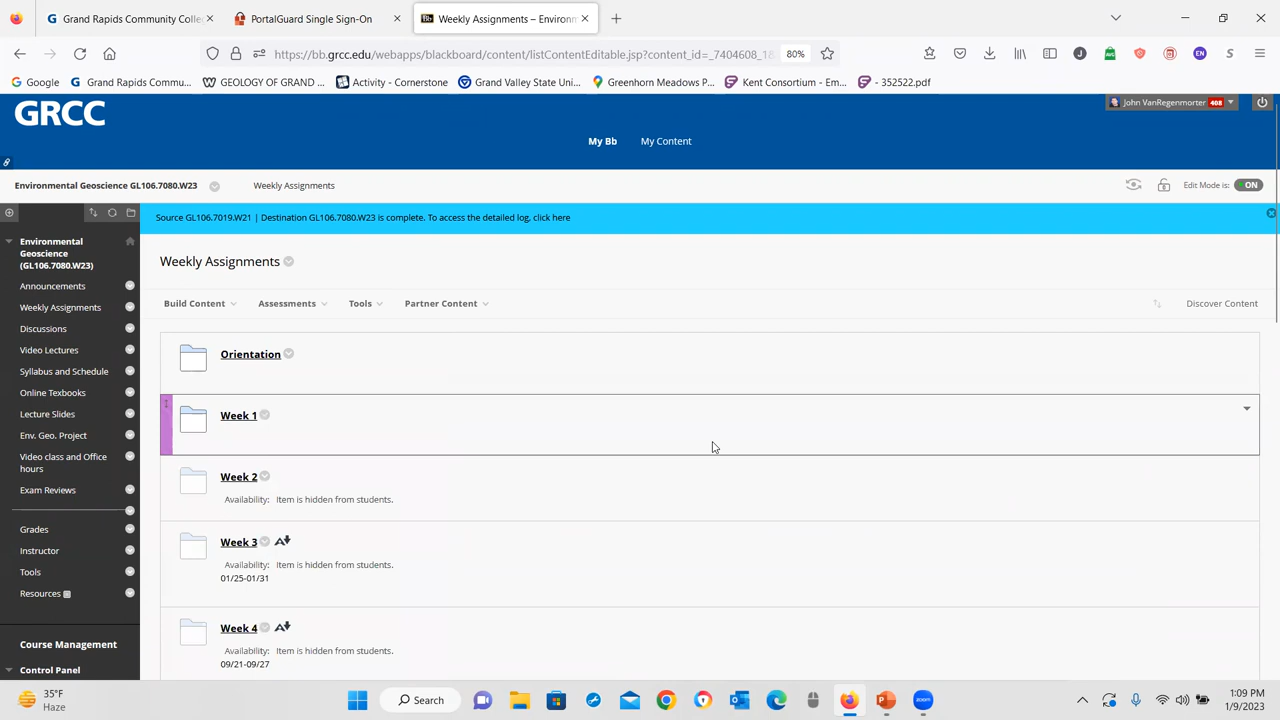 Grand Rapids Community Colle
PortalGuard Single Sign-On
Bb Weekly Assignments – Environm
https://bb.grcc.edu/webapps/blackboard/content/listContentEditable.jsp?content_id=_7404608_1&
80%
J
EN
S
Google
Grand Rapids Commu...
GEOLOGY OF GRAND ...
Activity - Cornerstone
Grand Valley State Uni...
Greenhorn Meadows P...
Kent Consortium - Em...
- 352522.pdf
GRCC
John VanRegenmorter 408
My Bb
My Content
Environmental Geoscience GL106.7080.W23
Weekly Assignments
Edit Mode is: ON
Source GL106.7019.W21 | Destination GL106.7080.W23 is complete. To access the detailed log, click here
Environmental
Geoscience
(GL106.7080.W23)
Announcements
Weekly Assignments
Discussions
Video Lectures
Syllabus and Schedule
Online Texbooks
Lecture Slides
Env. Geo. Project
Video class and Office
hours
Exam Reviews
Grades
Instructor
Tools
Resources
Course Management
Control Panel
Weekly Assignments
Build Content
Assessments
Tools
Partner Content
Discover Content
Orientation
Week 1
Week 2
Availability: Item is hidden from students.
Week 3
Availability: Item is hidden from students.
01/25-01/31
Week 4
Availability: Item is hidden from students.
09/21-09/27
35°F
Haze
Search
1:09 PM
1/9/2023